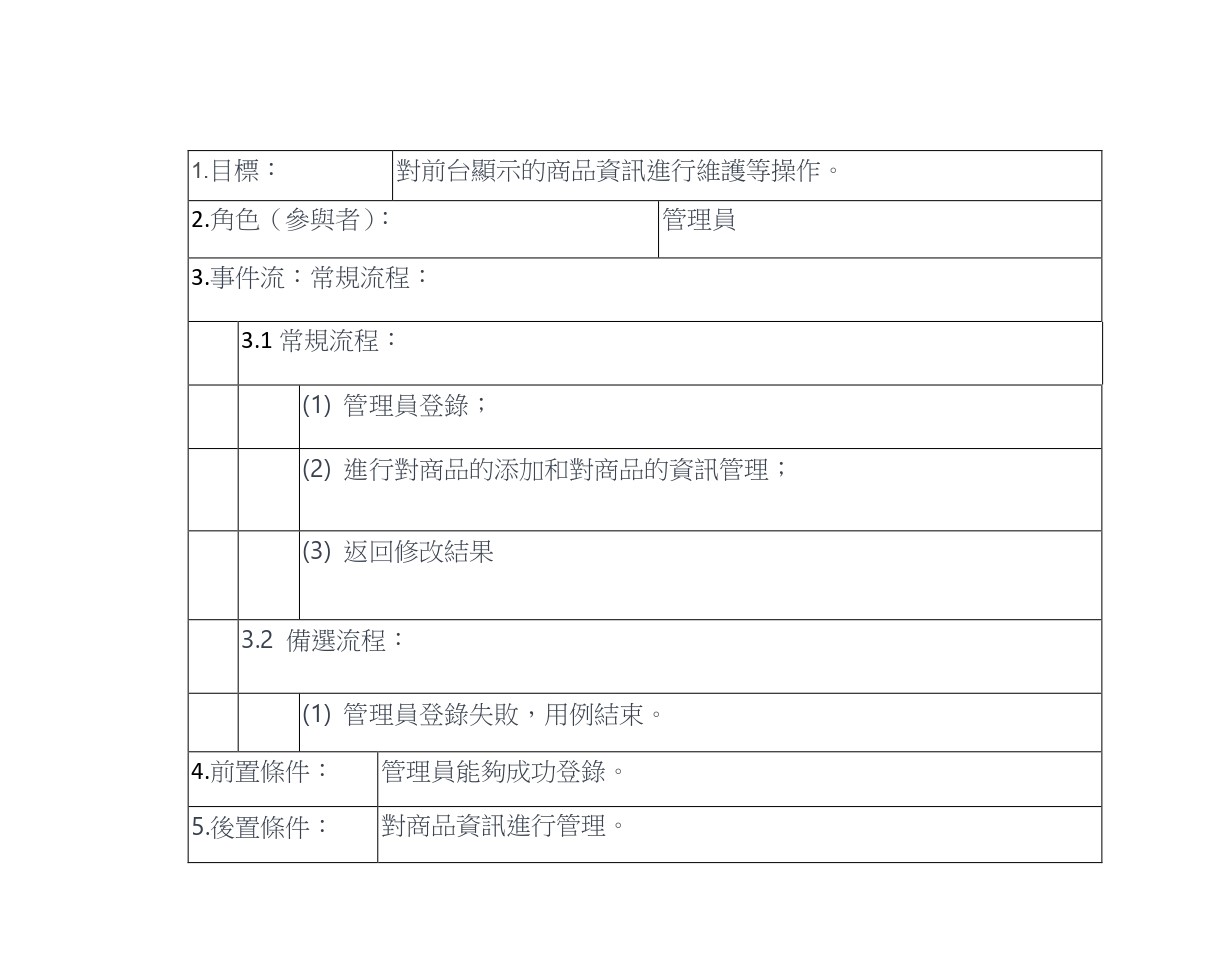 1.目標：	對前台顯示的商品資訊進行維護等操作。
2.角色（參與者）：	管理員
3.事件流：常規流程：
3.1 常規流程：
(1) 管理員登錄；
(2) 進行對商品的添加和對商品的資訊管理；
(3) 返回修改結果
3.2 備選流程：
(1) 管理員登錄失敗，用例結束。
4.前置條件：	管理員能夠成功登錄。
5.後置條件：	對商品資訊進行管理。